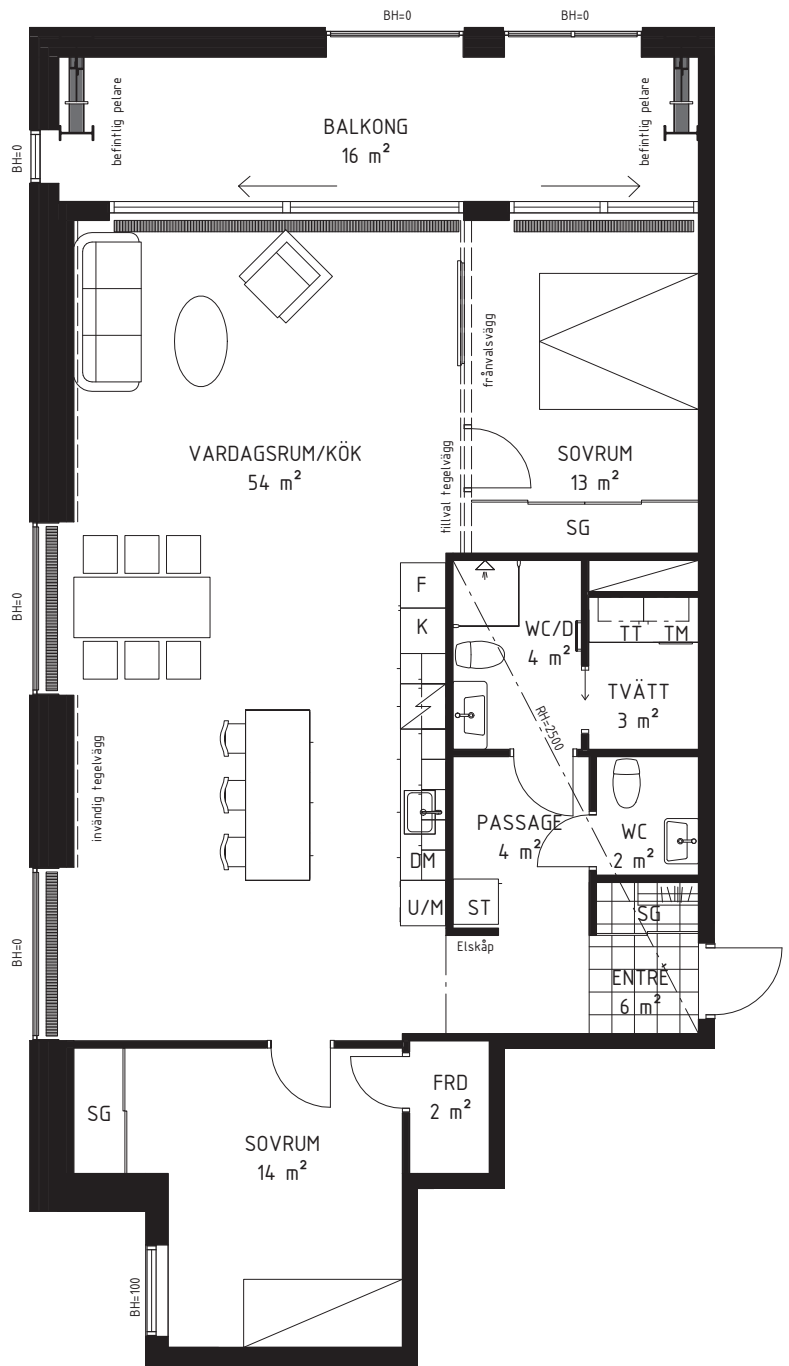 BH=0
BH=0
befintlig pelare
befintlig pelare
BALKONG
16 m²
BH=0
frånvalsvägg
VARDAGSRUM/KÖK
54 m²
SOVRUM
13 m²
tillval tegelvägg
SG
F
K
WC/D
4 m²
TT
TM
BH=0
TVÄTT
3 m²
RH=2500
invändig tegelvägg
PASSAGE
4 m²
WC
2 m²
DM
U/M
ST
SG
Elskåp
BH=0
ENTRÉ
6 m²
FRD
2 m²
SG
SOVRUM
14 m²
BH=100